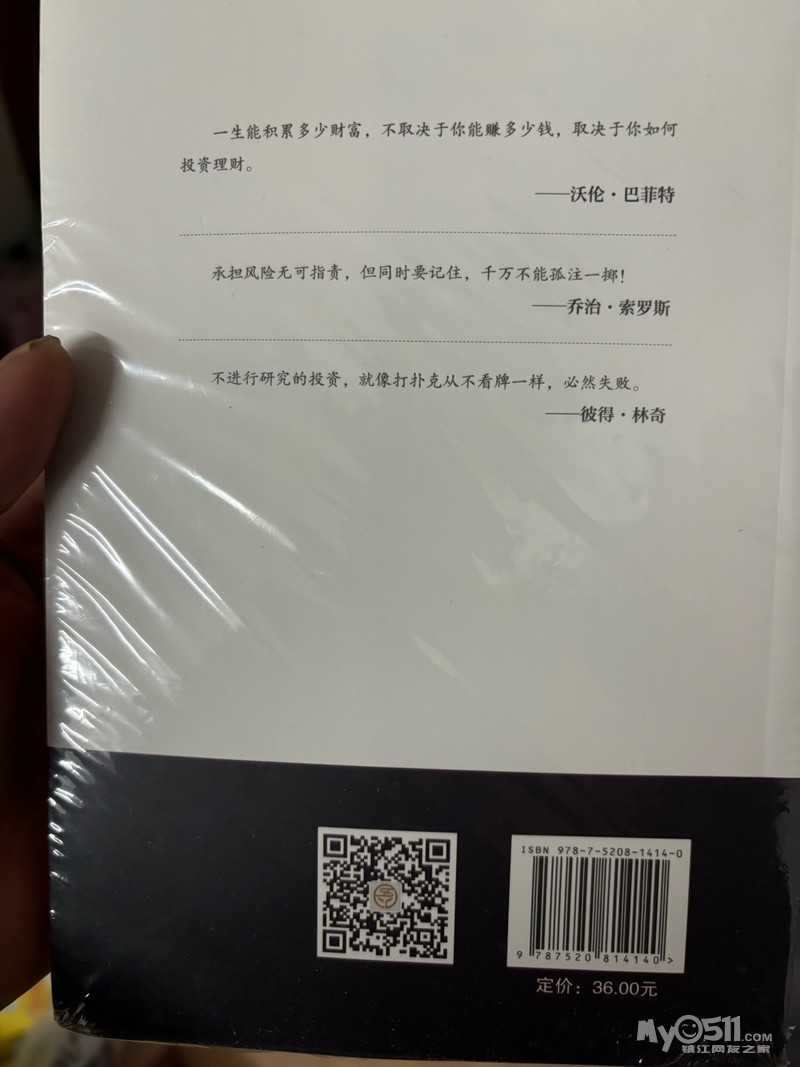 一生能积累多少财富，不取决于你能赚多少钱，取决于你如何
投资理财。
——沃伦·巴菲特
承担风险无可指责，但同时要记住，千万不能孤注一掷！
——乔治·索罗斯
不进行研究的投资，就像打扑克从不看牌一样，必然失败。
——彼得·林奇
ISBN 978-7-5208-1414-0
9 787520 814140 >
定价：36.00元
My0511.COM
镇江网友之家